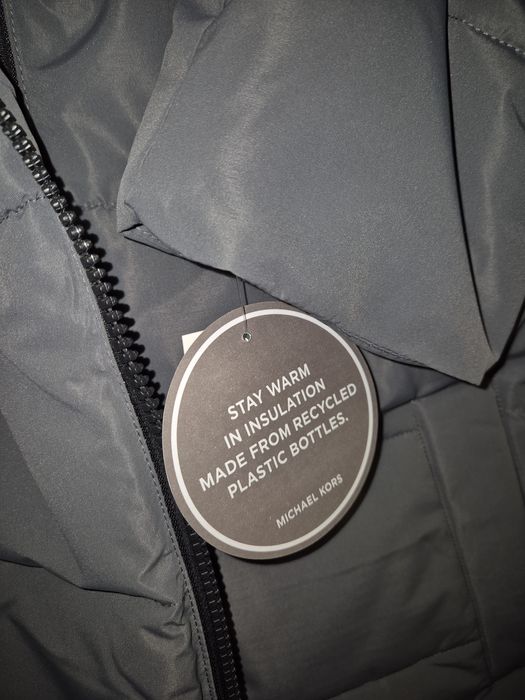 STAY WARM
IN INSULATION
MADE FROM RECYCLED
PLASTIC BOTTLES.
MICHAEL KORS